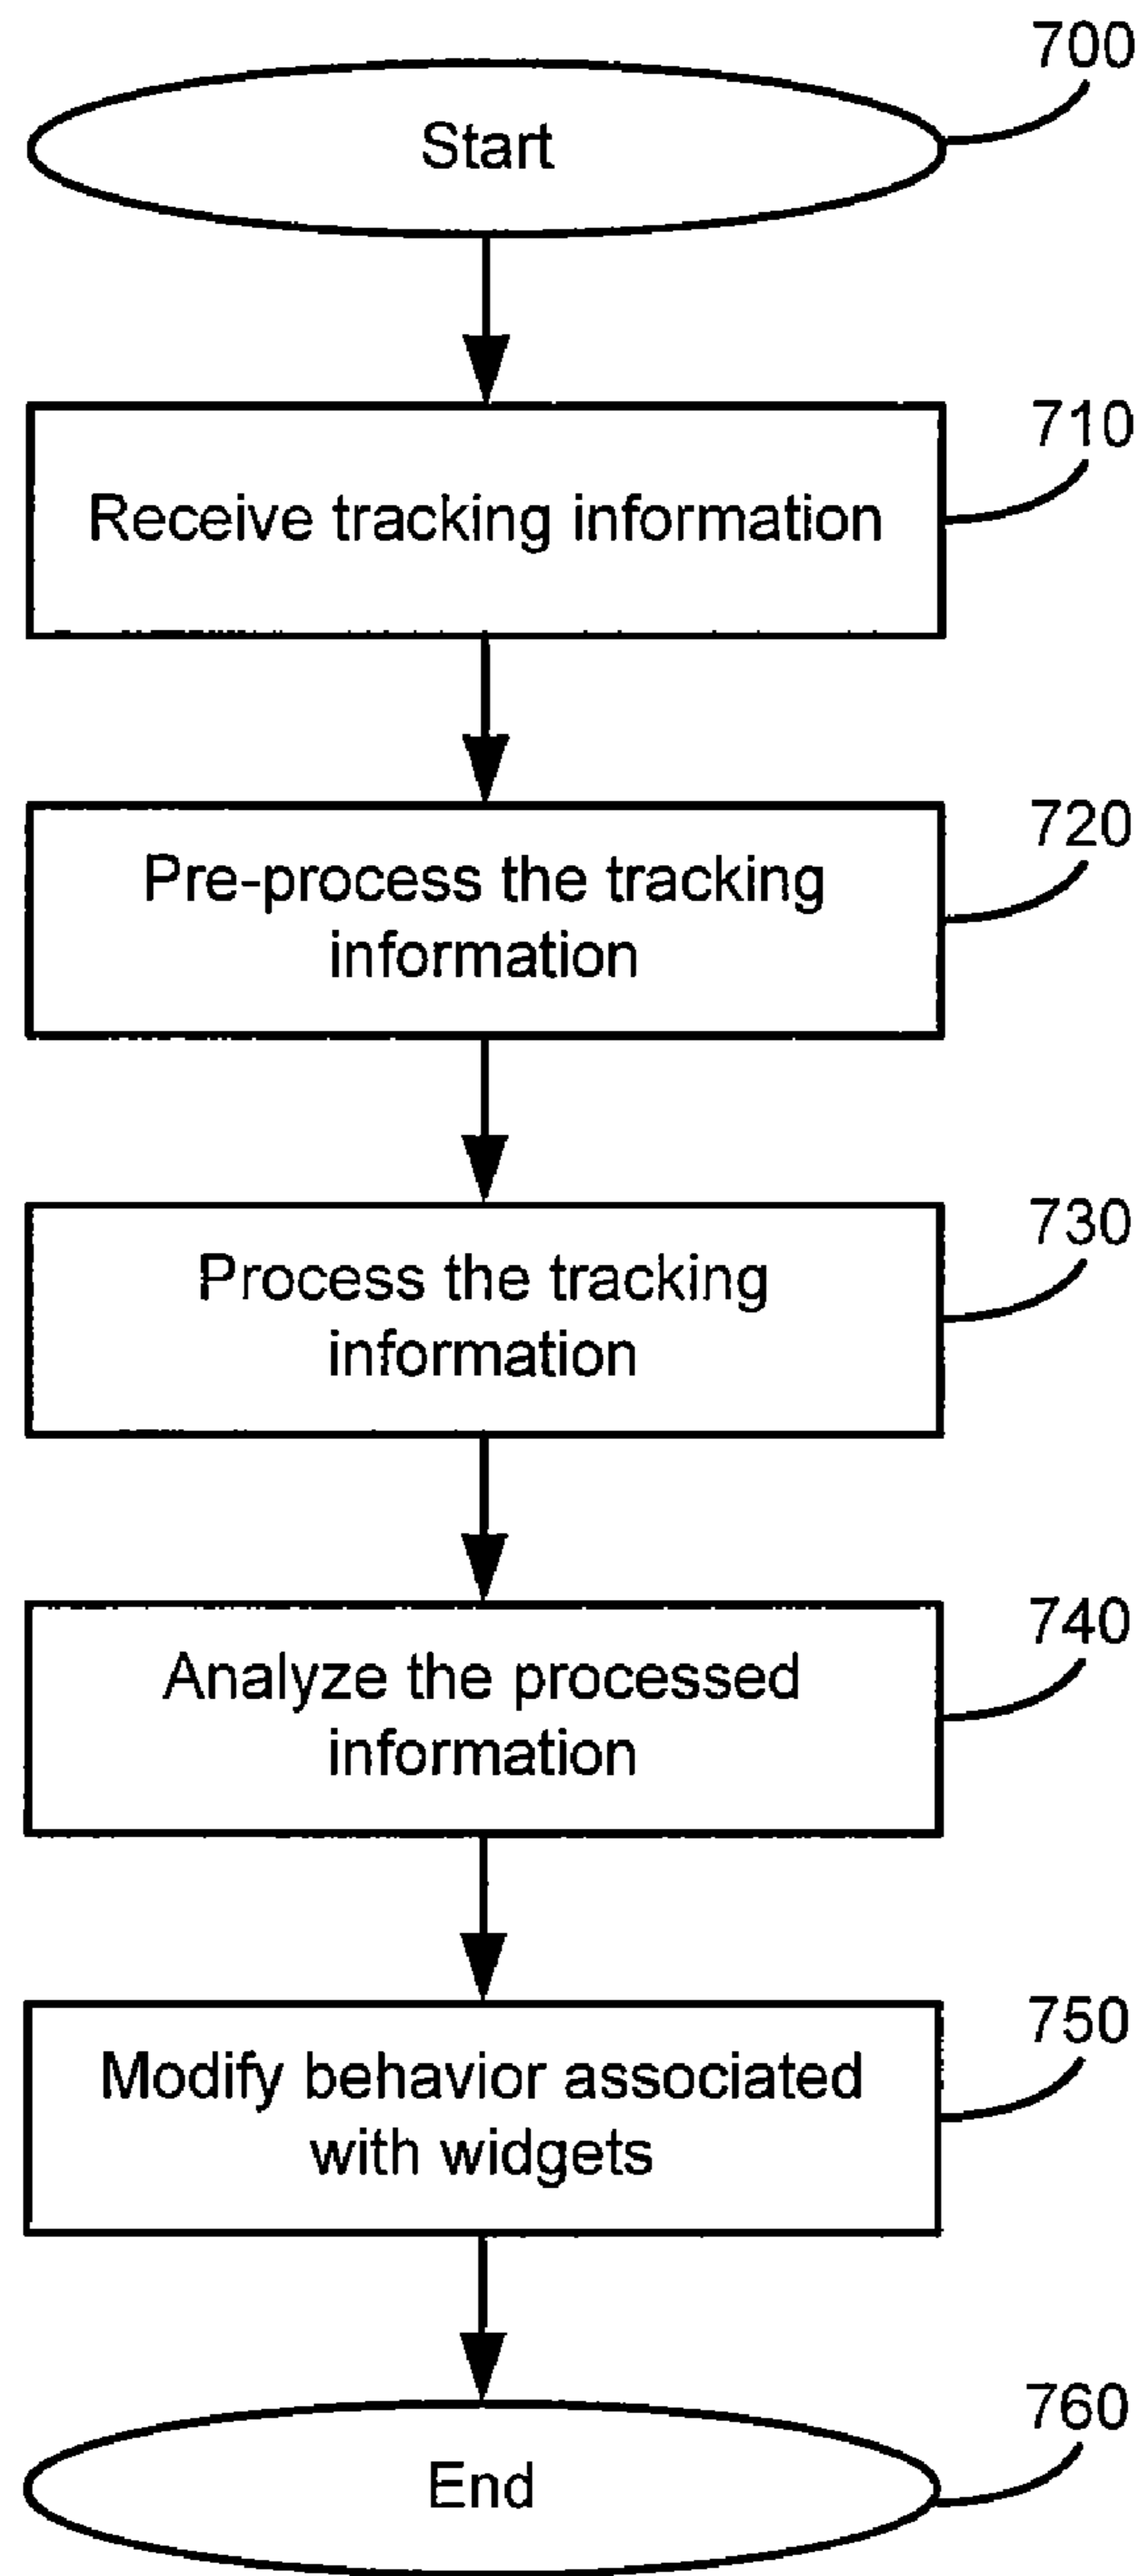 700
Start
710
Receive tracking information
720
Pre-process the tracking
information
730
Process the tracking
information
740
Analyze the processed
information
750
Modify behavior associated
with widgets
760
End